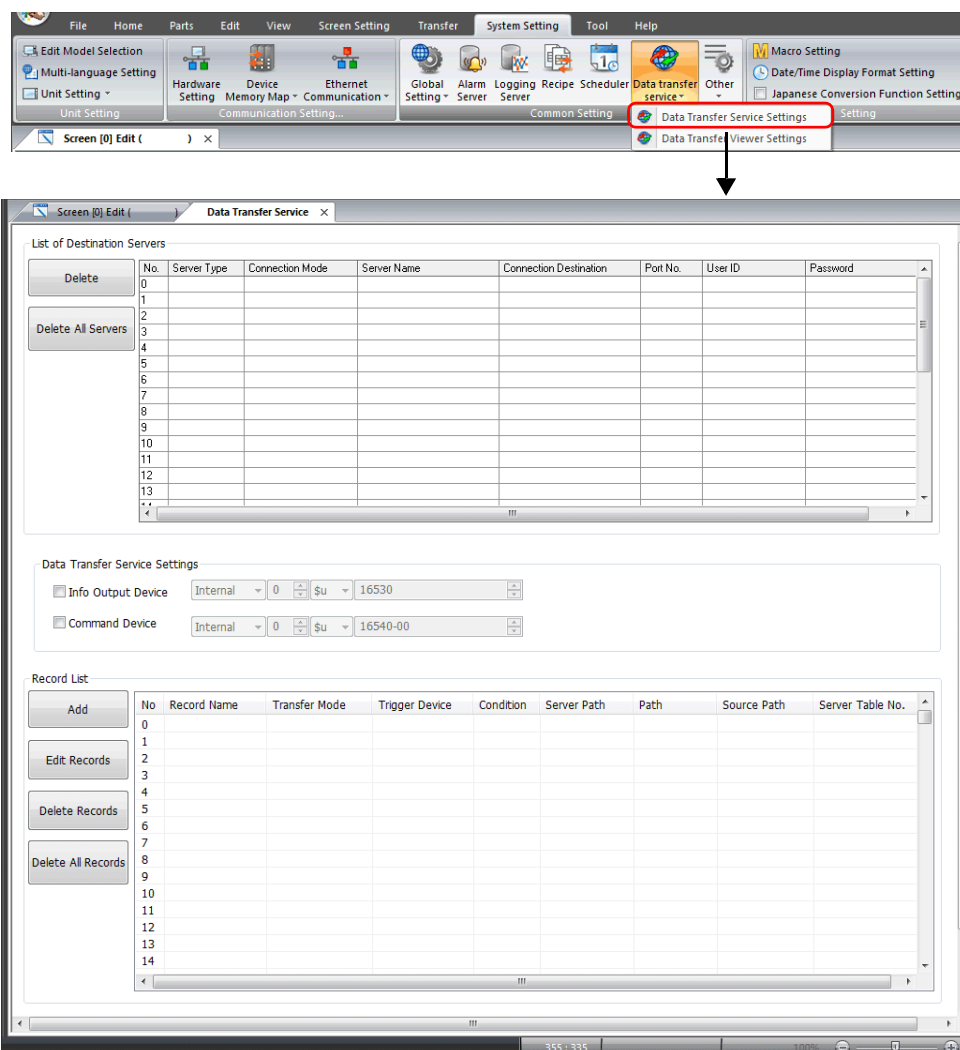 File Home Parts Edit View Screen Setting Transfer System Setting Tool Help
Edit Model Selection
Multi-language Setting
Unit Setting
Unit Setting
Hardware Setting
Device Memory Map
Ethernet Communication
Communication Setting...
Global Setting
Alarm Server
Logging Server
Recipe
Scheduler
Data transfer service
Other
Common Setting
Macro Setting
Date/Time Display Format Setting
Japanese Conversion Function Setting
Setting
Data Transfer Service Settings
Data Transfer Viewer Settings
Screen [0] Edit ( ) ×
Screen [0] Edit ( ) Data Transfer Service ×
List of Destination Servers
Delete
Delete All Servers
No. Server Type Connection Mode Server Name Connection Destination Port No. User ID Password
0
1
2
3
4
5
6
7
8
9
10
11
12
13
Data Transfer Service Settings
Info Output Device Internal 0 $u 16530
Command Device Internal 0 $u 16540-00
Record List
Add
Edit Records
Delete Records
Delete All Records
No Record Name Transfer Mode Trigger Device Condition Server Path Path Source Path Server Table No.
0
1
2
3
4
5
6
7
8
9
10
11
12
13
14
355 : 335 100%